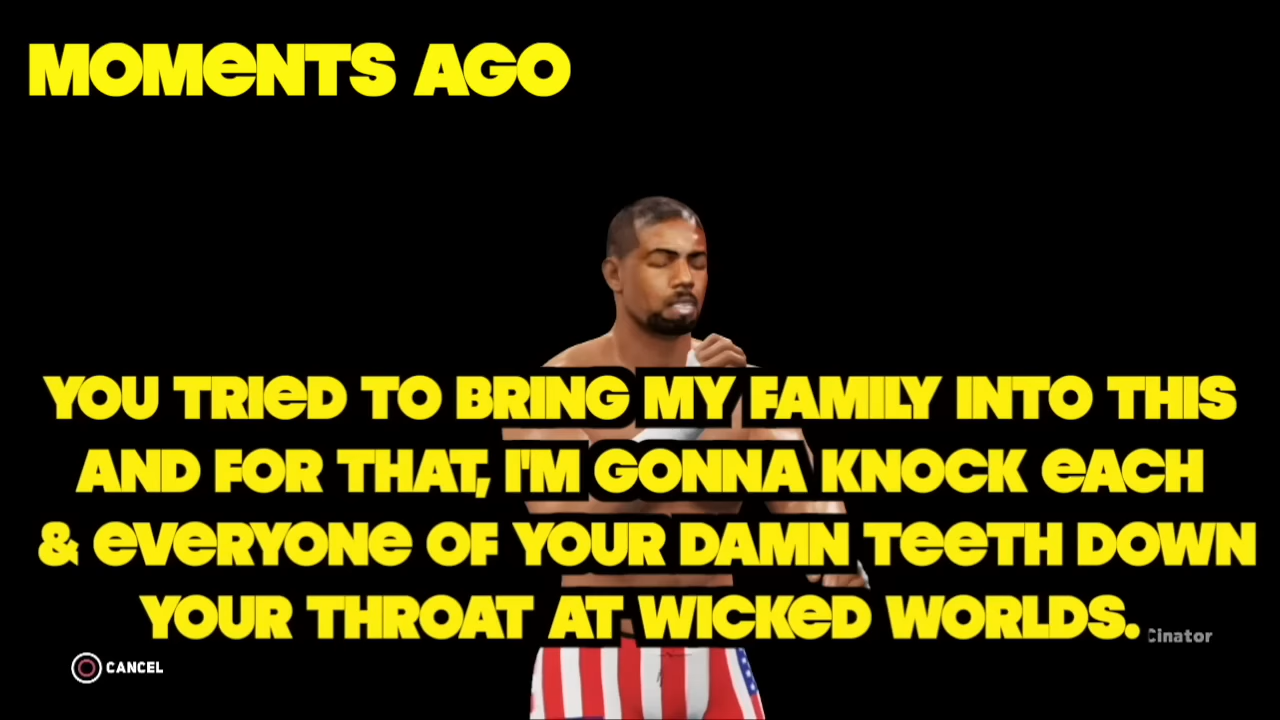 MOMeNTS AGO
YOU TRIeD TO BRING MY FAMILY INTO THIS
AND FOR THAT, I'M GONNA KNOCK eACH
& eVeRYONe OF YOUR DAMN TeeTH DOWN
YOUR THROAT AT WICKeD WORLDS.
CANCEL